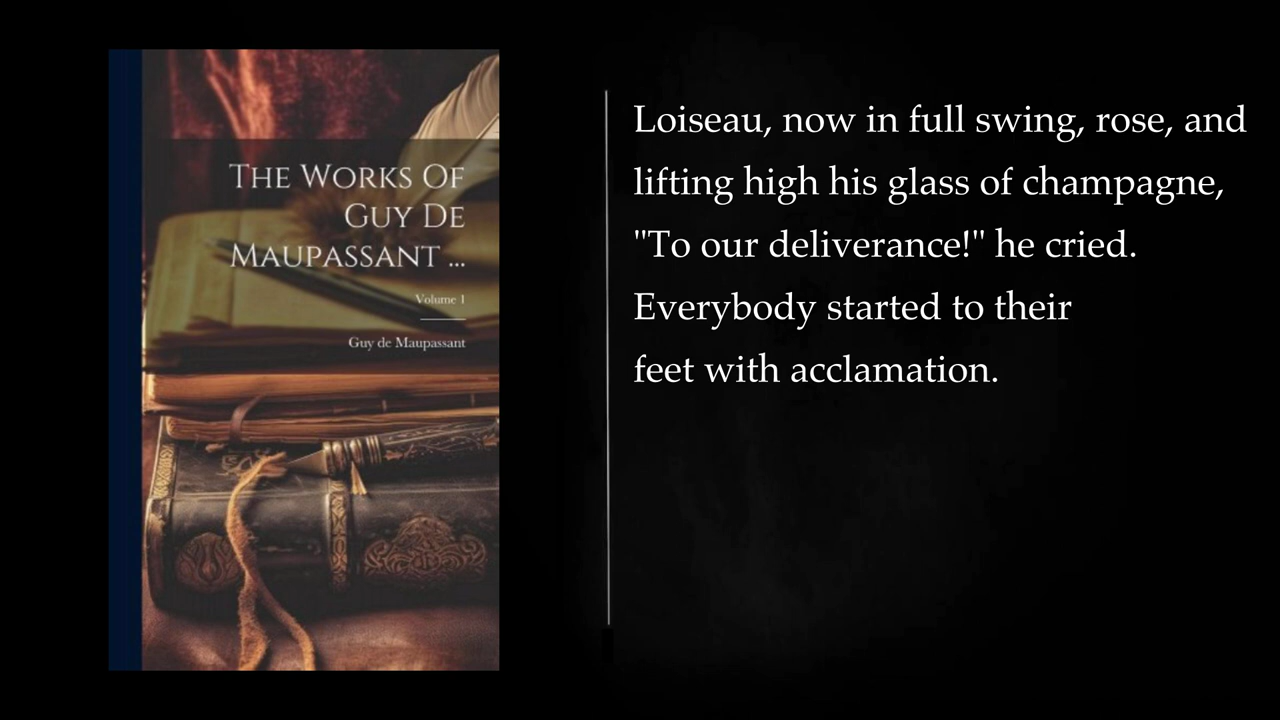 The Works Of
Guy De
Maupassant ...
Volume 1
Guy de Maupassant
Loiseau, now in full swing, rose, and
lifting high his glass of champagne,
"To our deliverance!" he cried.
Everybody started to their
feet with acclamation.